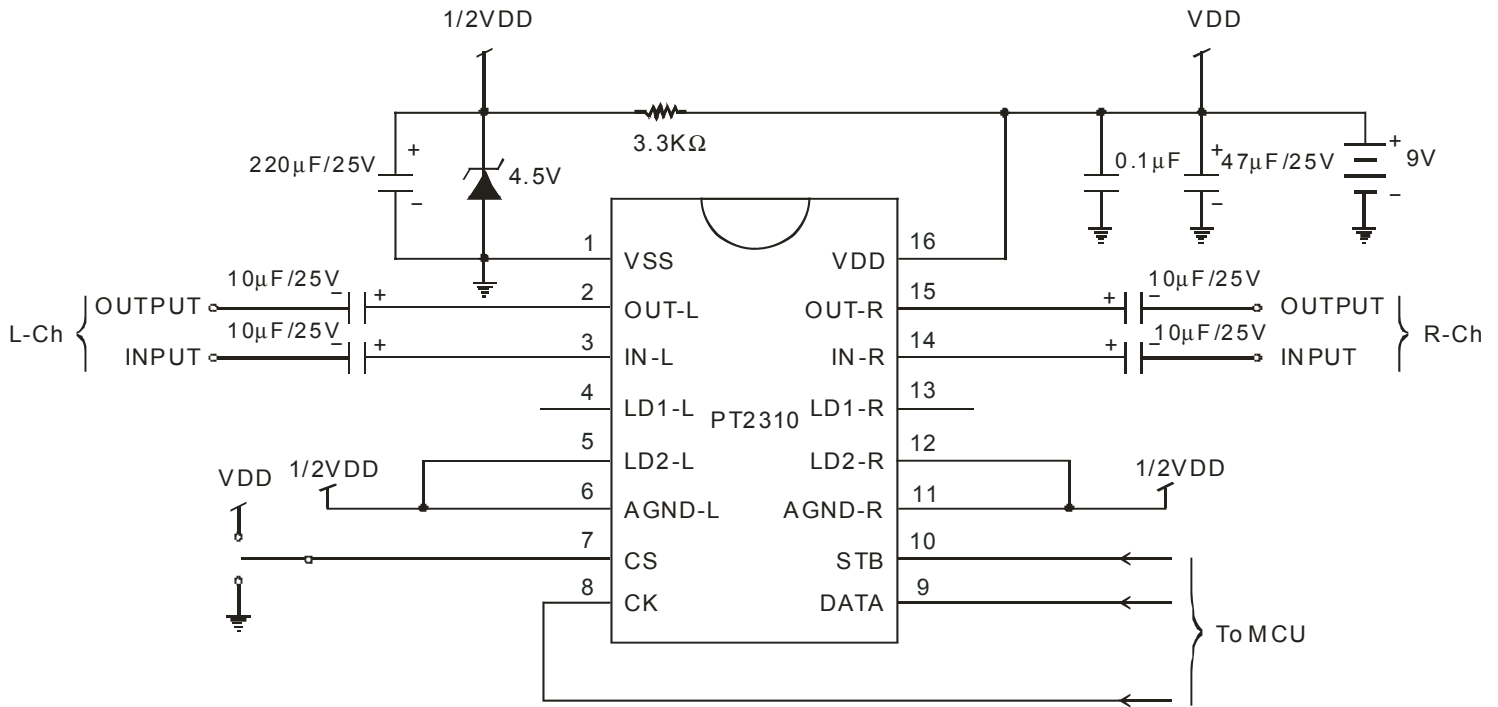 1/2VDD
VDD
3.3KΩ
220μF/25V
+
−
4.5V
0.1μF
+
47μF/25V
−
+
9V
−
1
VSS
VDD
16
10μF/25V
−
+
OUTPUT
2
OUT-L
OUT-R
15
+
−
10μF/25V
OUTPUT
L-Ch
R-Ch
10μF/25V
−
+
INPUT
3
IN-L
IN-R
14
+
−
10μF/25V
INPUT
4
LD1-L
PT2310
LD1-R
13
5
LD2-L
LD2-R
12
VDD
1/2VDD
1/2VDD
6
AGND-L
AGND-R
11
7
CS
STB
10
8
CK
DATA
9
To MCU